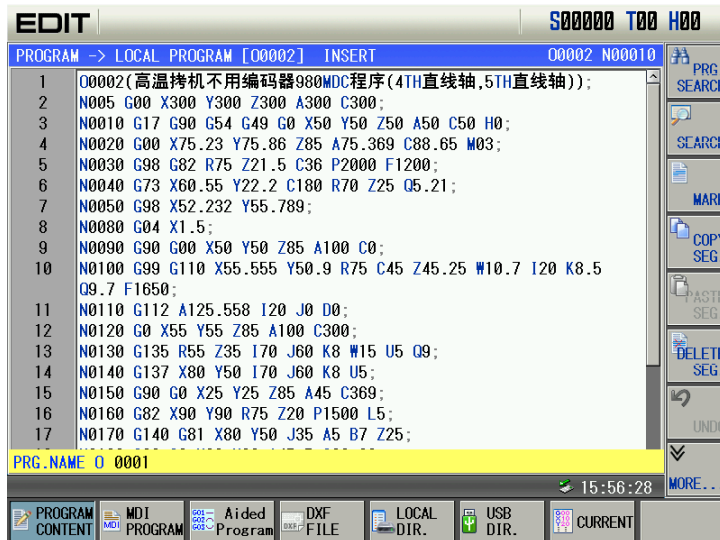 EDIT
S00000 T00 H00
PROGRAM -> LOCAL PROGRAM [O0002] INSERT
O0002 N00010
1 O0002(高温拷机不用编码器980MDC程序(4TH直线轴,5TH直线轴));
2 N005 G00 X300 Y300 Z300 A300 C300;
3 N0010 G17 G90 G54 G49 G0 X50 Y50 Z50 A50 C50 H0;
4 N0020 G00 X75.23 Y75.86 Z85 A75.369 C88.65 M03;
5 N0030 G98 G82 R75 Z21.5 C36 P2000 F1200;
6 N0040 G73 X60.55 Y22.2 C180 R70 Z25 Q5.21;
7 N0050 G98 X52.232 Y55.789;
8 N0080 G04 X1.5;
9 N0090 G90 G00 X50 Y50 Z85 A100 C0;
10 N0100 G99 G110 X55.555 Y50.9 R75 C45 Z45.25 W10.7 I20 K8.5
Q9.7 F1650;
11 N0110 G112 A125.558 I20 J0 D0;
12 N0120 G0 X55 Y55 Z85 A100 C300;
13 N0130 G135 R55 Z35 I70 J60 K8 W15 U5 Q9;
14 N0140 G137 X80 Y50 I70 J60 K8 U5;
15 N0150 G90 G0 X25 Y25 Z85 A45 C369;
16 N0160 G82 X90 Y90 R75 Z20 P1500 L5;
17 N0170 G140 G81 X80 Y50 J35 A5 B7 Z25;
PRG.NAME O 0001
15:56:28
PRG
SEARCH
SEARCH
MARK
COPY
SEG
PASTE
SEG
DELETE
SEG
UNDO
MORE..
PROGRAM
CONTENT
MDI
MDI
PROGRAM
G01
G02
G03
Aided
Program
DXF
DXF
FILE
LOCAL
DIR.
USB
DIR.
CURRENT